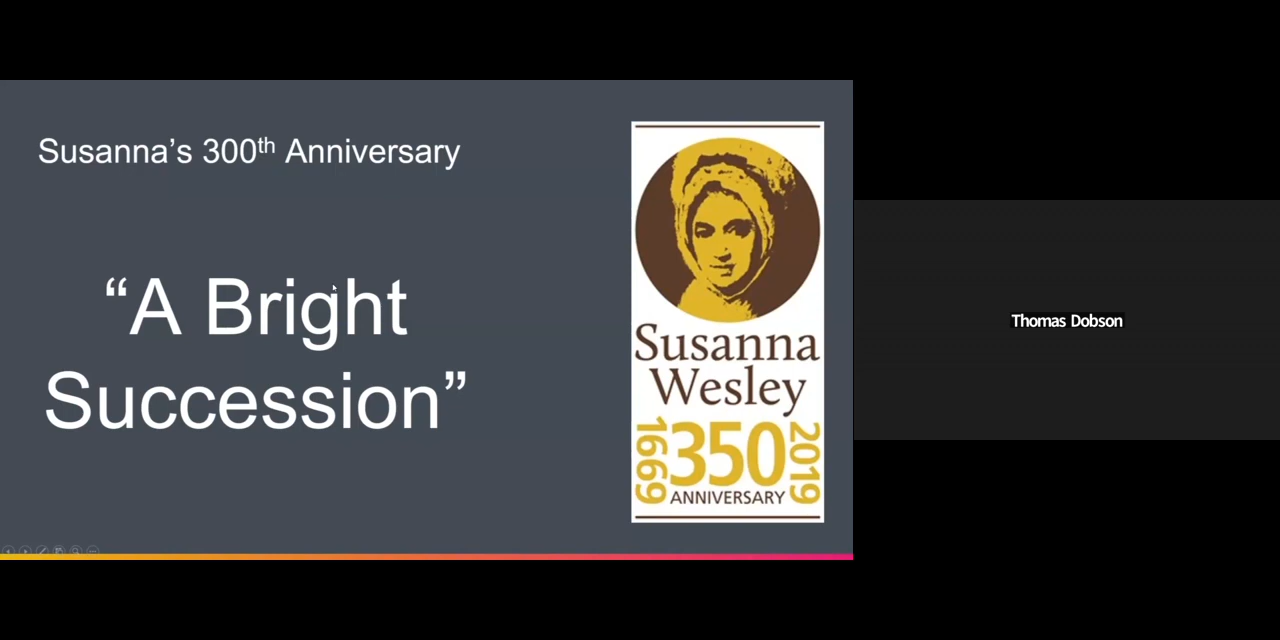 Susanna’s 300th Anniversary
“A Bright
Succession”
Susanna
Wesley
1669 350 2019
ANNIVERSARY
Thomas Dobson